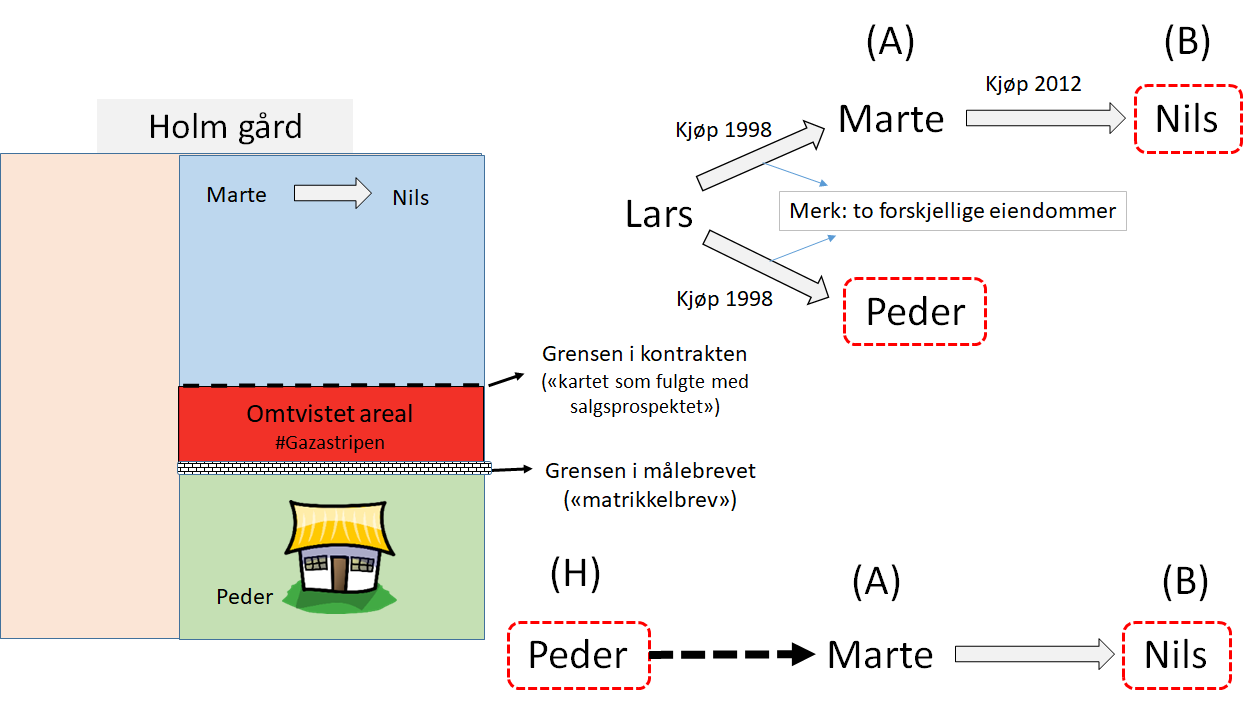 Holm gård
Marte
Nils
Omtvistet areal
#Gazastripen
Peder
(A)
(B)
Kjøp 2012
Kjøp 1998
Marte
Nils
Lars
Merk: to forskjellige eiendommer
Kjøp 1998
Peder
Grensen i kontrakten
(«kartet som fulgte med
salgsprospektet»)
Grensen i målebrevet
(«matrikkelbrev»)
(H)
(A)
(B)
Peder
Marte
Nils